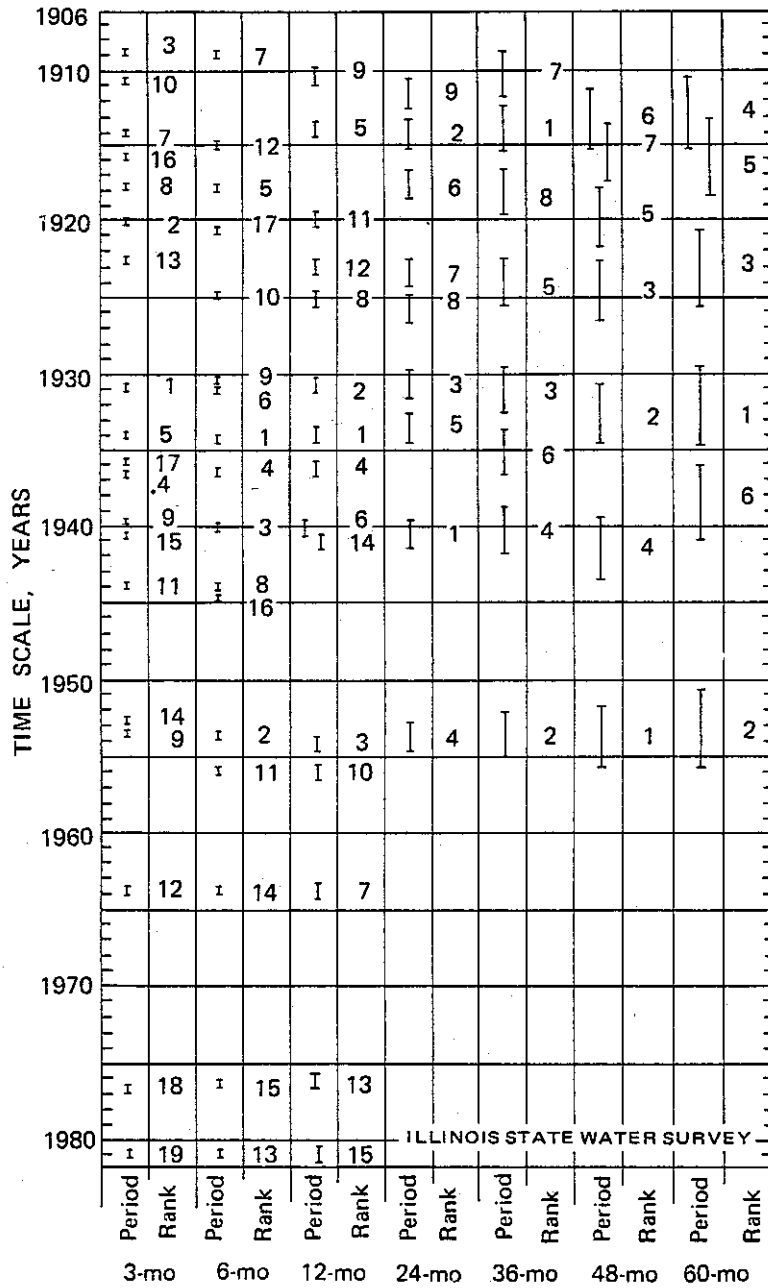 1906
3 7
1910 10 9 9 7
7 12 5 2 1 6 7 4
16 5
8 5 6 8
1920 2 17 11 5
13 12 7 5 3 3
10 8 8
1930 1 9 2 3 3
6 2 1
5 1 1 5
17 4 4 6
.4 6
9 3 6 1 4
1940 15 14 4
11 8
16
1950
14
9 2 3 4 2 1 2
11 10
1960
12 14 7
1970
18 15 13
1980 ILLINOIS STATE WATER SURVEY
19 13 15
TIME SCALE, YEARS
Period Rank Period Rank Period Rank Period Rank Period Rank Period Rank Period Rank
3-mo 6-mo 12-mo 24-mo 36-mo 48-mo 60-mo